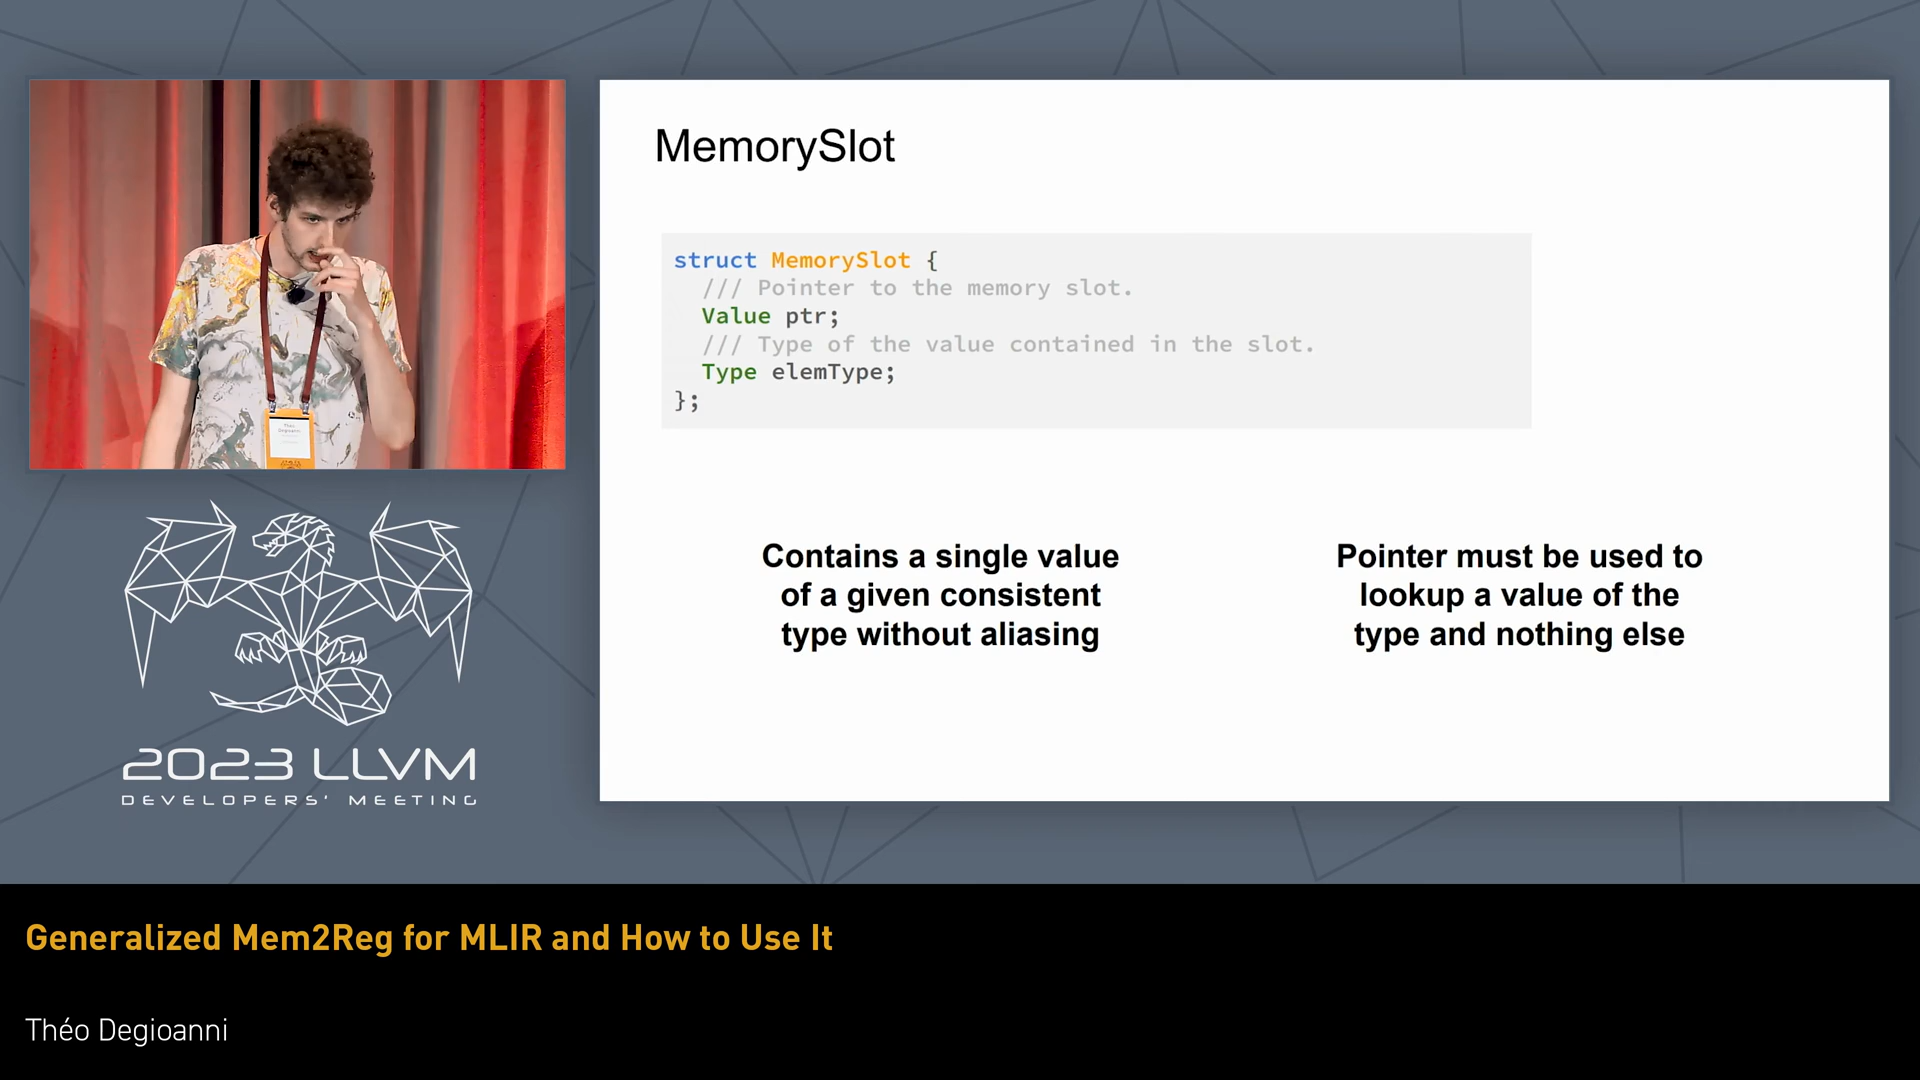 MemorySlot
struct MemorySlot {
/// Pointer to the memory slot.
Value ptr;
/// Type of the value contained in the slot.
Type elemType;
};
Contains a single value
of a given consistent
type without aliasing
Pointer must be used to
lookup a value of the
type and nothing else
Théo
Degioanni
2023 LLVM
DEVELOPERS' MEETING
Generalized Mem2Reg for MLIR and How to Use It
Théo Degioanni